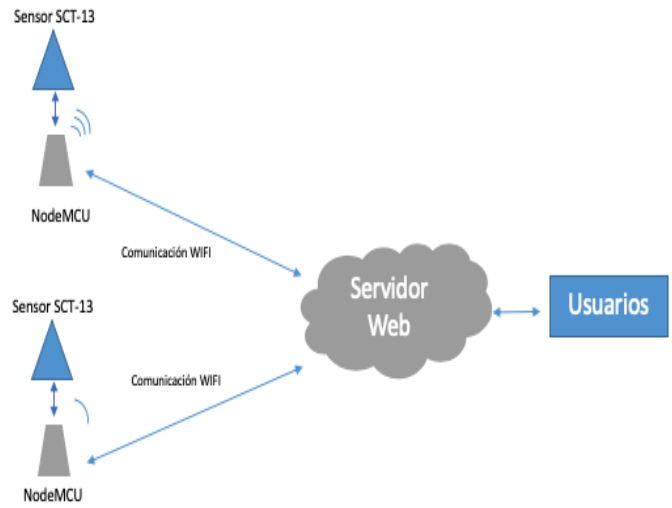 Sensor SCT-13
NodeMCU
Comunicación WIFI
Servidor
Web
Usuarios
Sensor SCT-13
Comunicación WIFI
NodeMCU